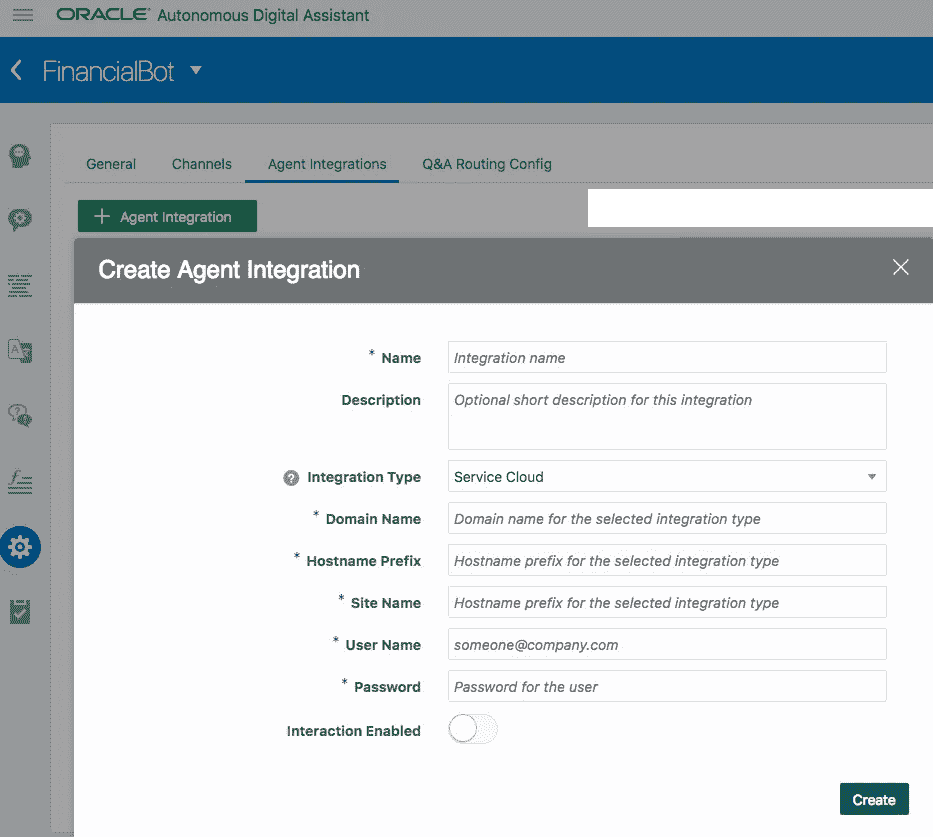 ORACLE® Autonomous Digital Assistant
FinancialBot
General Channels Agent Integrations Q&A Routing Config
+ Agent Integration
Create Agent Integration
* Name Integration name
Description Optional short description for this integration
? Integration Type Service Cloud
* Domain Name Domain name for the selected integration type
* Hostname Prefix Hostname prefix for the selected integration type
* Site Name Hostname prefix for the selected integration type
* User Name someone@company.com
* Password Password for the user
Interaction Enabled
Create